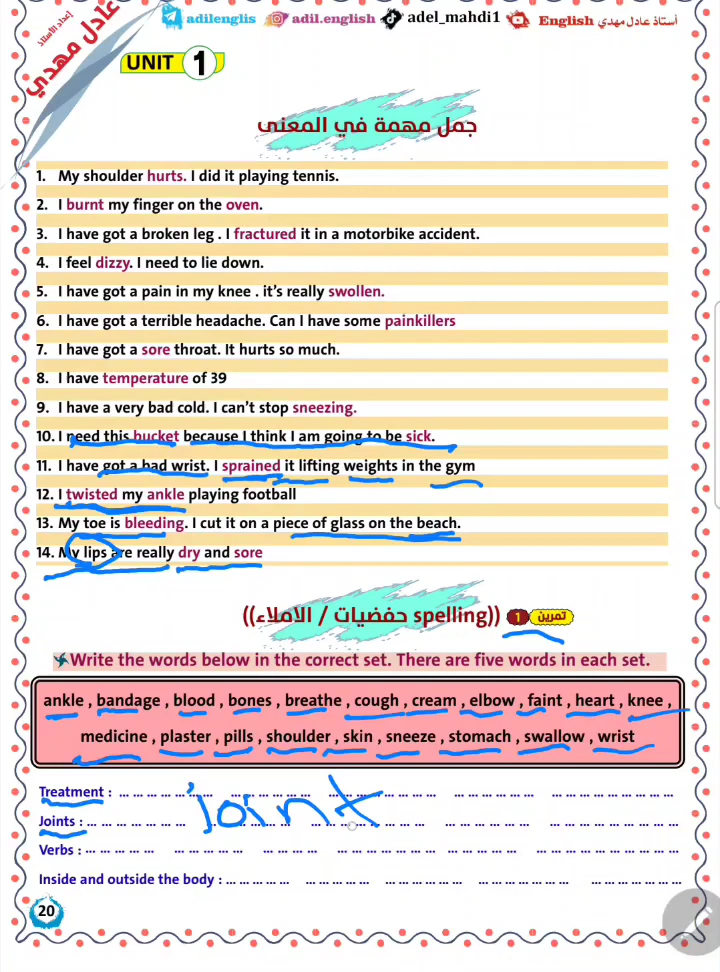 adilenglis adil.english adel_mahdi1 English أستاذ عادل مهدي
إعداد الاستاذ
عادل مهدي
UNIT 1
جمل مهمة في المعنى
1. My shoulder hurts. I did it playing tennis.
2. I burnt my finger on the oven.
3. I have got a broken leg . I fractured it in a motorbike accident.
4. I feel dizzy. I need to lie down.
5. I have got a pain in my knee . it's really swollen.
6. I have got a terrible headache. Can I have some painkillers
7. I have got a sore throat. It hurts so much.
8. I have temperature of 39
9. I have a very bad cold. I can't stop sneezing.
10. I need this bucket because I think I am going to be sick.
11. I have got a bad wrist. I sprained it lifting weights in the gym
12. I twisted my ankle playing football
13. My toe is bleeding. I cut it on a piece of glass on the beach.
14. My lips are really dry and sore
تمرين 1 ((spelling حفضيات / الاملاء))
Write the words below in the correct set. There are five words in each set.
ankle , bandage , blood , bones , breathe , cough , cream , elbow , faint , heart , knee ,
medicine , plaster , pills , shoulder , skin , sneeze , stomach , swallow , wrist
Treatment : ... ... ... ... ... ... ... ... ... ... ... ... ... ... ... ... ... ... ... ... ... ... ... ... ... ... ... ... ... ... ... ...
Joints : ... ... ... ... ... ... ... ... ... ... ... ... ... ... ... ... ... ... ... ... ... ... ... ... ... ... ... ... ... ... ... ...
joint
Verbs : ... ... ... ... ... ... ... ... ... ... ... ... ... ... ... ... ... ... ... ... ... ... ... ... ... ... ... ... ... ... ... ...
Inside and outside the body : ... ... ... ... ... ... ... ... ... ... ... ... ... ... ... ... ... ... ... ... ... ... ... ... ... ... ... ... ... ...
20